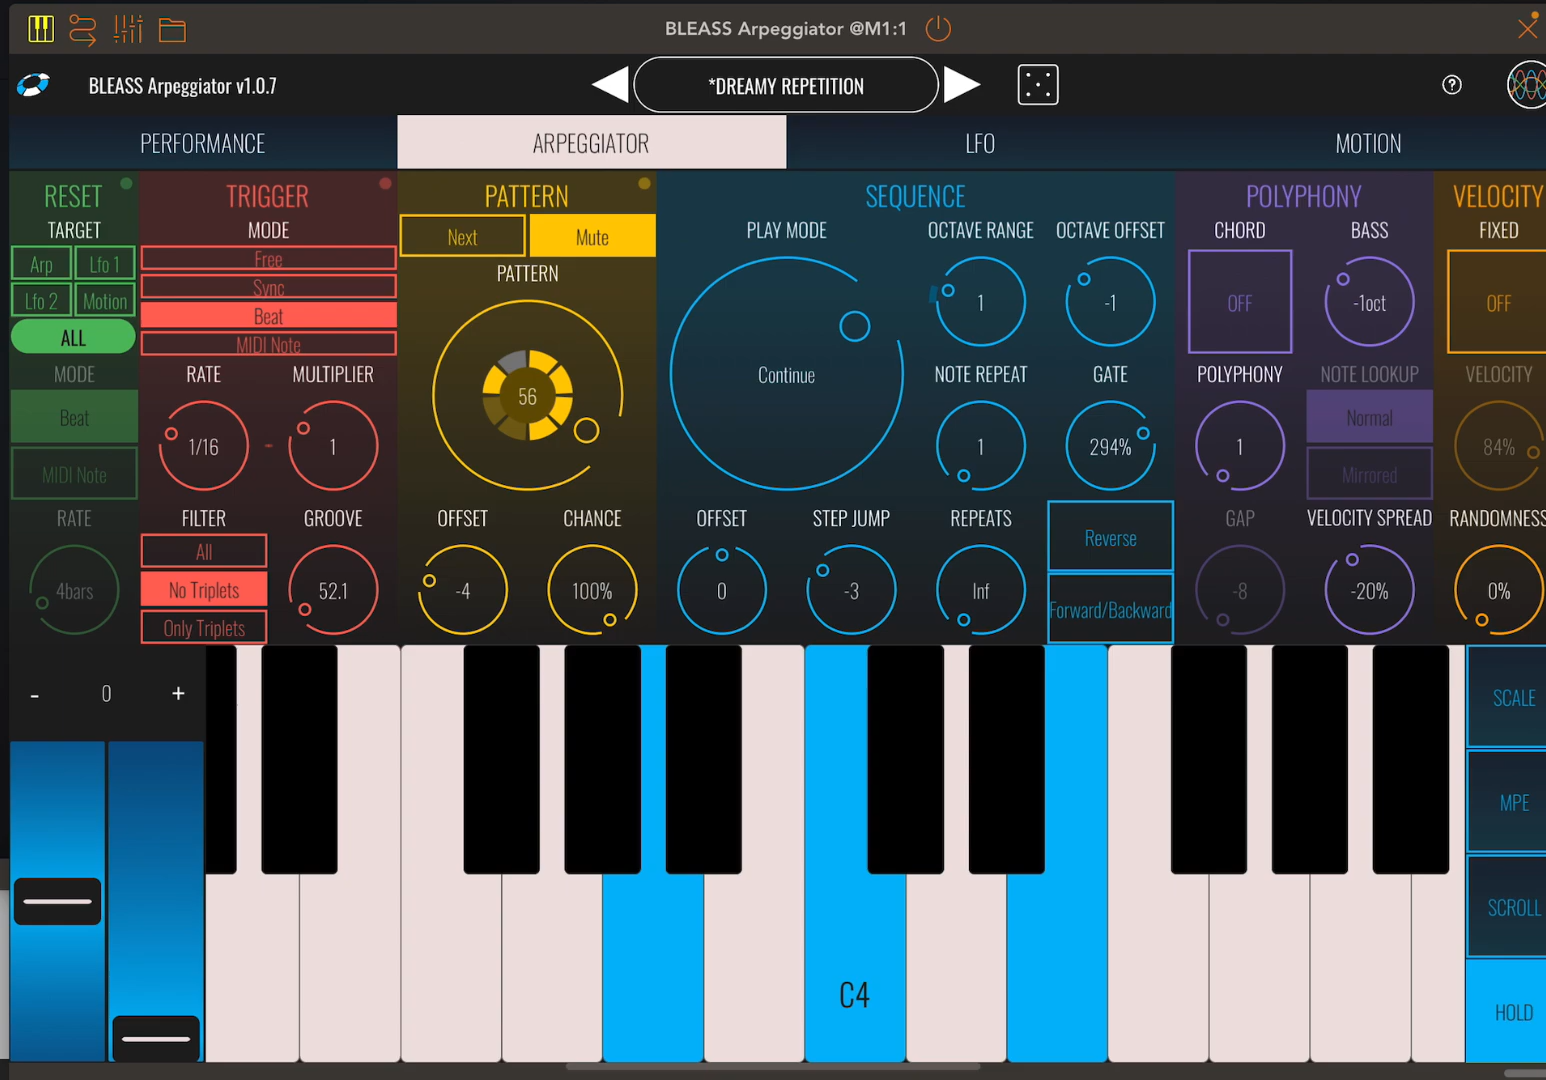 BLEASS Arpeggiator @M1:1
BLEASS Arpeggiator v1.0.7
*DREAMY REPETITION
?
PERFORMANCE
ARPEGGIATOR
LFO
MOTION
RESET
TARGET
Arp
Lfo 1
Lfo 2
Motion
ALL
MODE
Beat
MIDI Note
RATE
4bars
TRIGGER
MODE
Free
Sync
Beat
MIDI Note
RATE
MULTIPLIER
1/16
-
1
FILTER
GROOVE
All
No Triplets
Only Triplets
52.1
PATTERN
Next
Mute
PATTERN
56
OFFSET
CHANCE
-4
100%
SEQUENCE
PLAY MODE
OCTAVE RANGE
OCTAVE OFFSET
Continue
1
-1
NOTE REPEAT
GATE
1
294%
OFFSET
STEP JUMP
REPEATS
0
-3
Inf
Reverse
Forward/Backward
POLYPHONY
CHORD
BASS
OFF
-1oct
POLYPHONY
NOTE LOOKUP
1
Normal
Mirrored
GAP
VELOCITY SPREAD
-8
-20%
VELOCITY
FIXED
OFF
VELOCITY
84%
RANDOMNESS
0%
- 0 +
C4
SCALE
MPE
SCROLL
HOLD